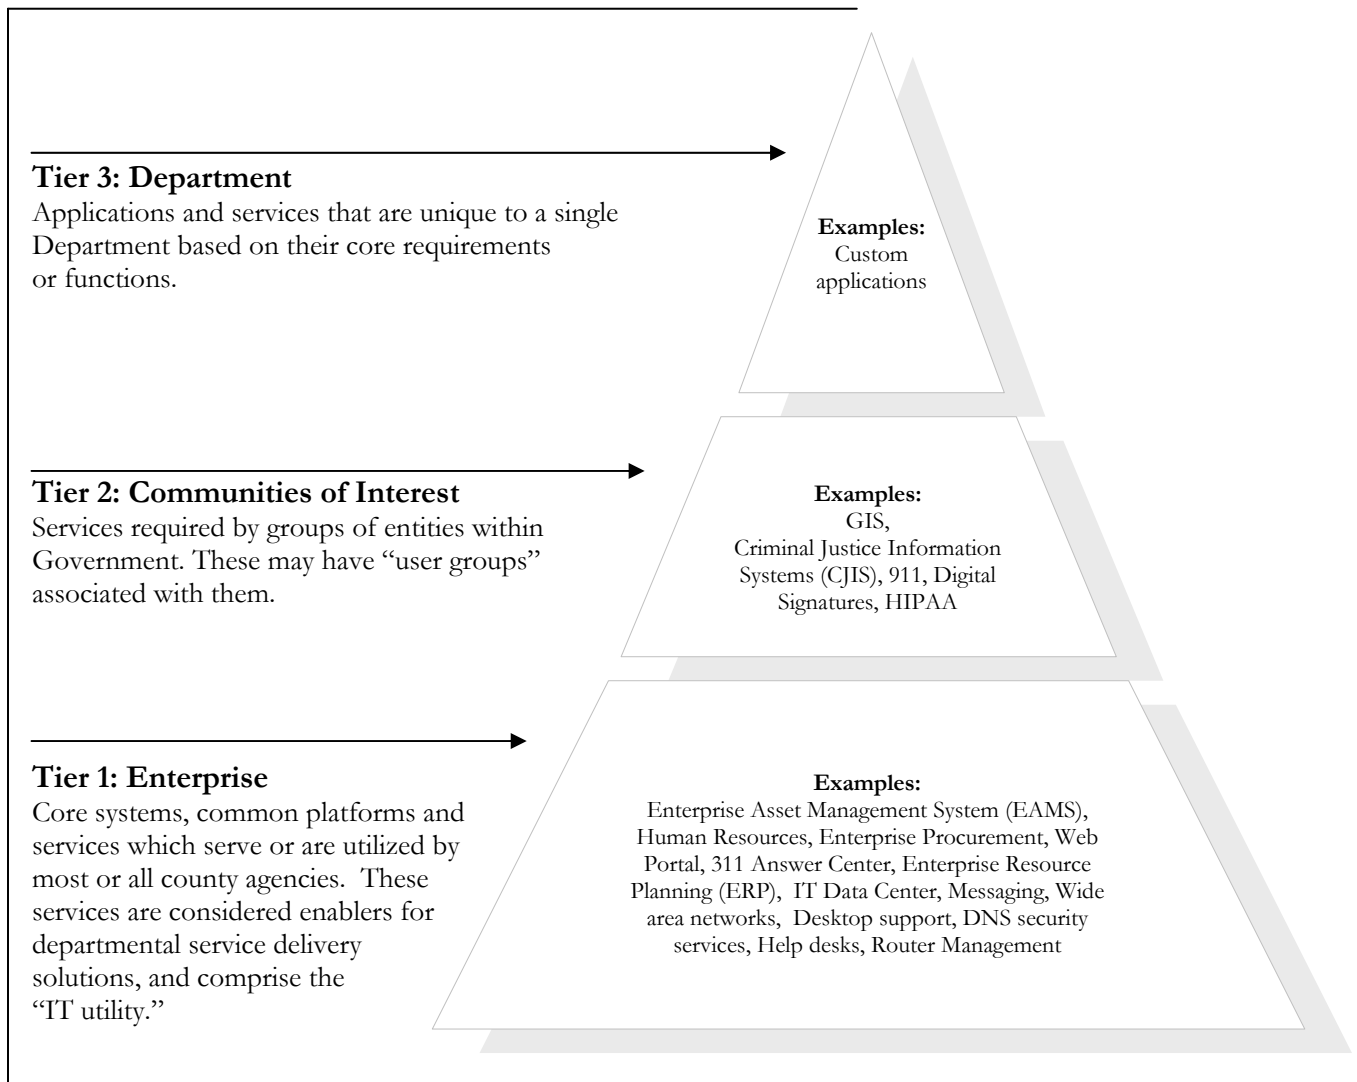 Tier 3: Department
Applications and services that are unique to a single
Department based on their core requirements
or functions.
Examples:
Custom
applications
Tier 2: Communities of Interest
Services required by groups of entities within
Government. These may have “user groups”
associated with them.
Examples:
GIS,
Criminal Justice Information
Systems (CJIS), 911, Digital
Signatures, HIPAA
Tier 1: Enterprise
Core systems, common platforms and
services which serve or are utilized by
most or all county agencies.  These
services are considered enablers for
departmental service delivery
solutions, and comprise the
“IT utility.”
Examples:
Enterprise Asset Management System (EAMS),
Human Resources, Enterprise Procurement, Web
Portal, 311 Answer Center, Enterprise Resource
Planning (ERP),  IT Data Center, Messaging, Wide
area networks,  Desktop support, DNS security
services, Help desks, Router Management